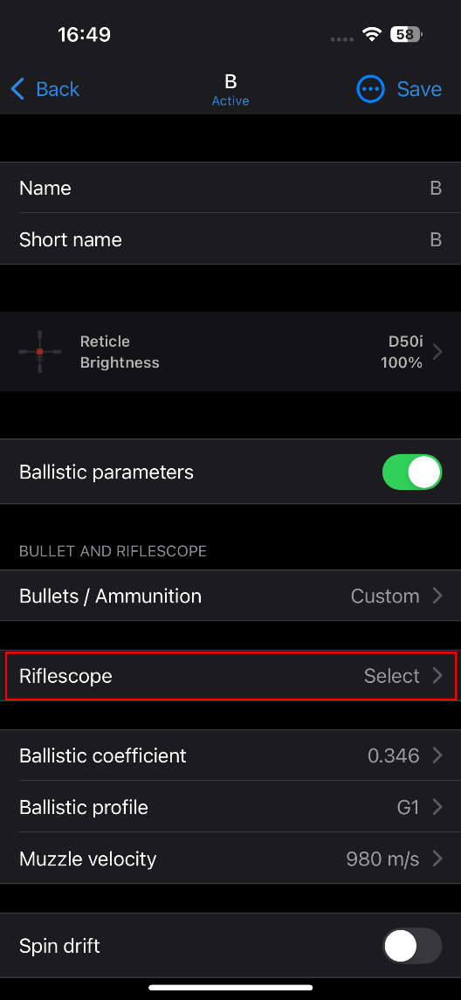 16:49
58
Back
B
Active
Save
Name B
Short name B
Reticle D50i
Brightness 100%
Ballistic parameters
BULLET AND RIFLESCOPE
Bullets / Ammunition Custom
Riflescope Select
Ballistic coefficient 0.346
Ballistic profile G1
Muzzle velocity 980 m/s
Spin drift